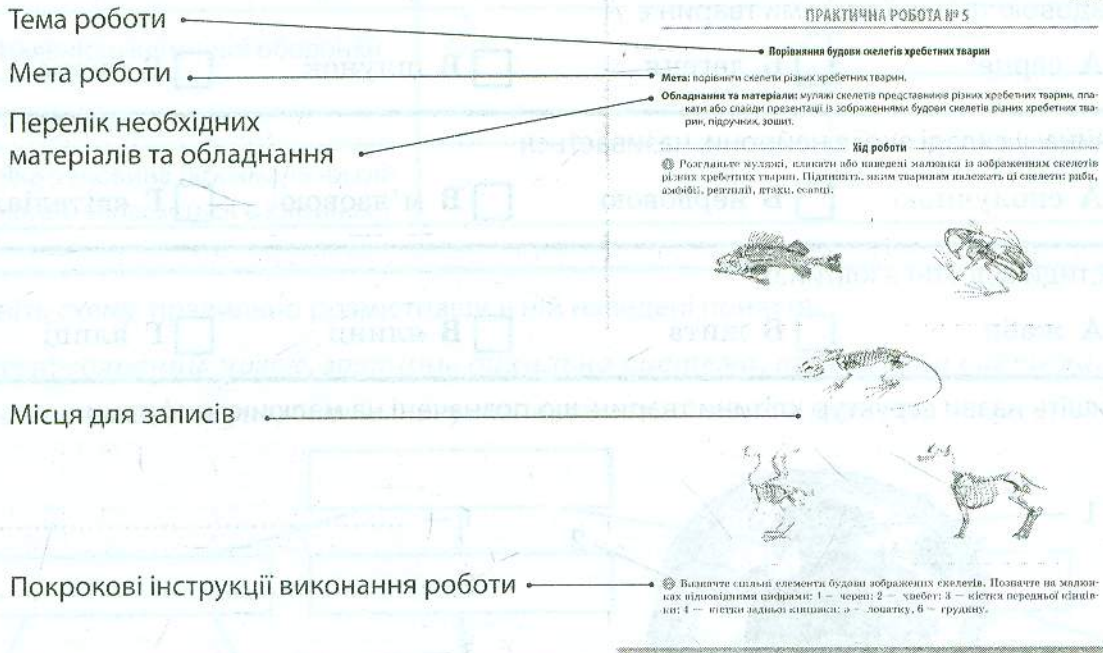 Тема роботи
Мета роботи
Перелік необхідних
матеріалів та обладнання
Місця для записів
Покрокові інструкції виконання роботи
ПРАКТИЧНА РОБОТА № 5
Порівняння будови скелетів хребетних тварин
Мета: порівняти скелети різних хребетних тварин.
Обладнання та матеріали: муляжі скелетів представників різних хребетних тварин, пла-
кати або слайди презентації із зображеннями будови скелетів різних хребетних тва-
рин, підручник, зошит.
Хід роботи
Розгляньте муляжі, плакати або наведені малюнки із зображенням скелетів
різних хребетних тварин. Підпишіть, яким тваринам належать ці скелети: риби,
амфібії, рептилії, птахи, ссавці.
Визначте спільні елементи будови зображених скелетів. Позначте на малюн-
ках відповідними цифрами: 1 — череп; 2 — хребет; 3 — кістки передньої кінців-
ки; 4 — кістки задньої кінцівки; 5 — лопатку, 6 — грудину.